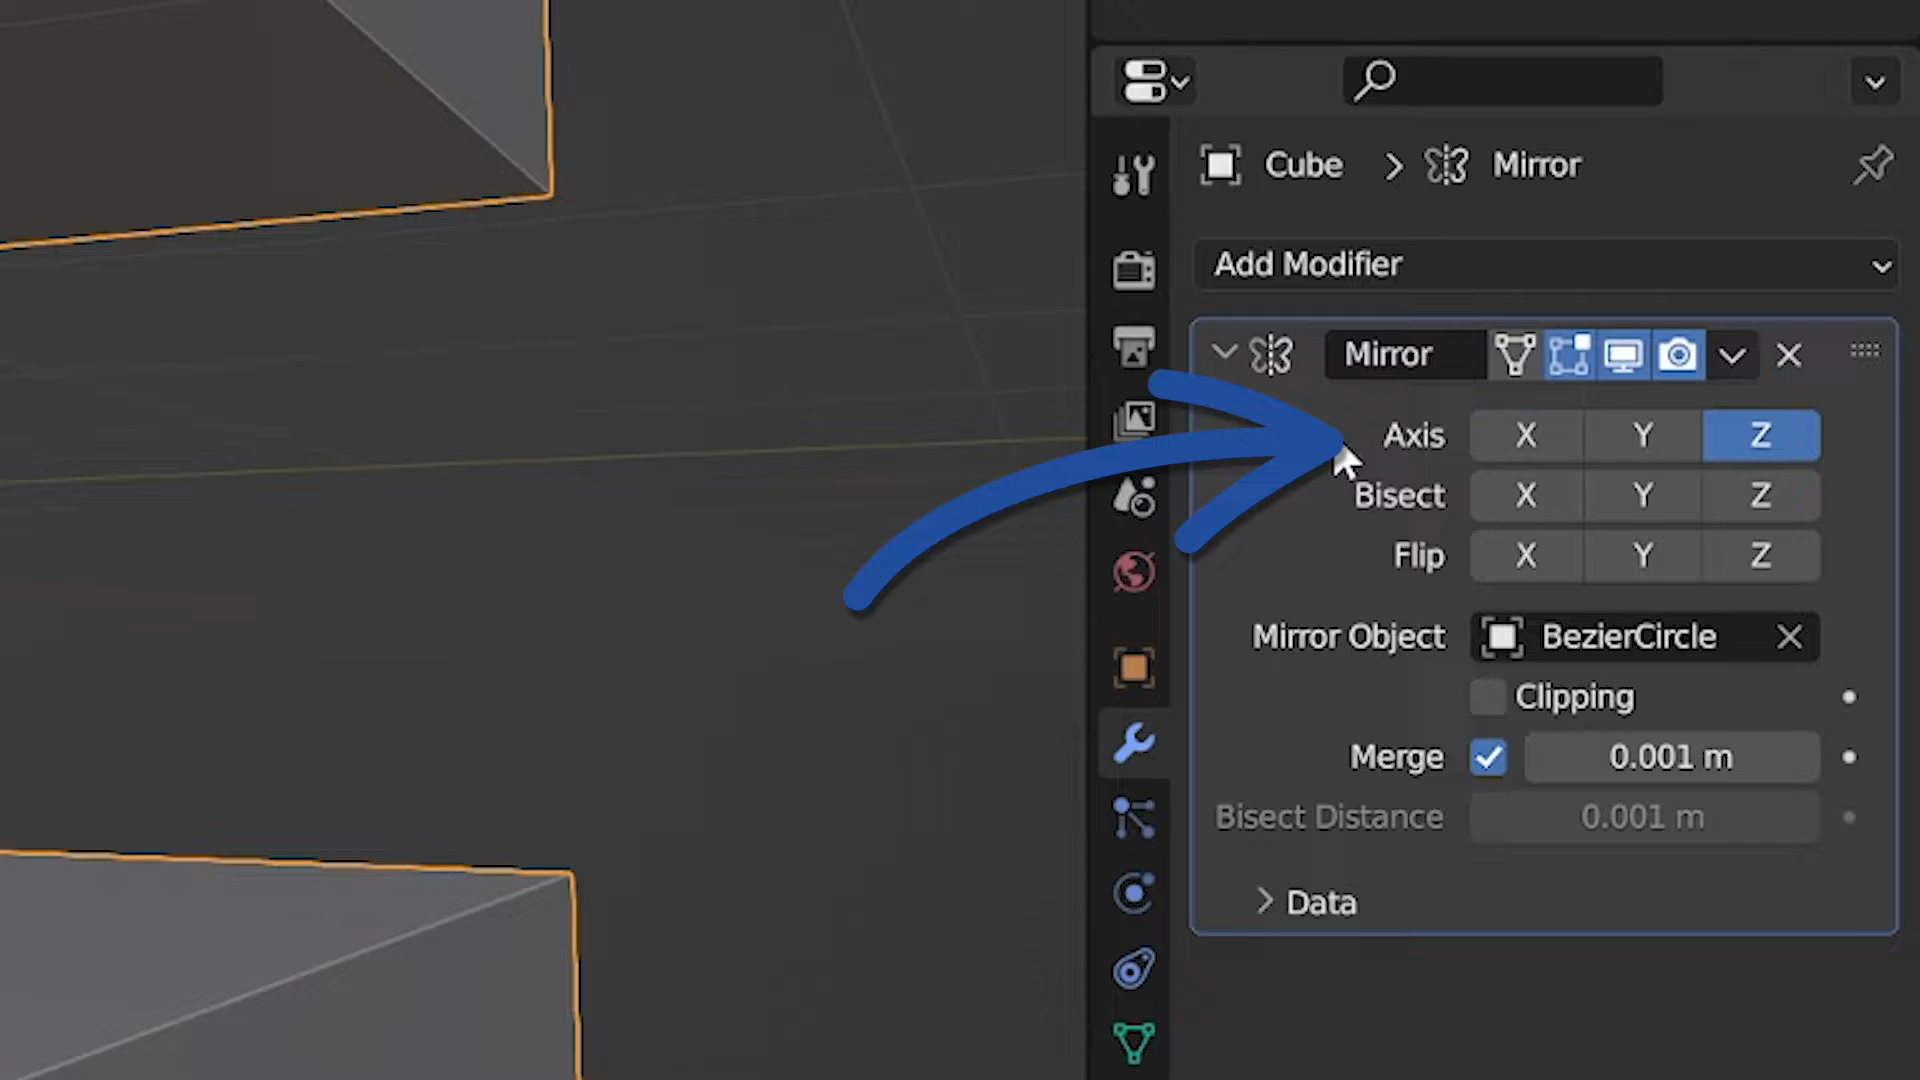 Cube > Mirror
Add Modifier
Mirror
Axis X Y Z
Bisect X Y Z
Flip X Y Z
Mirror Object BezierCircle
Clipping
Merge 0.001 m
Bisect Distance 0.001 m
Data